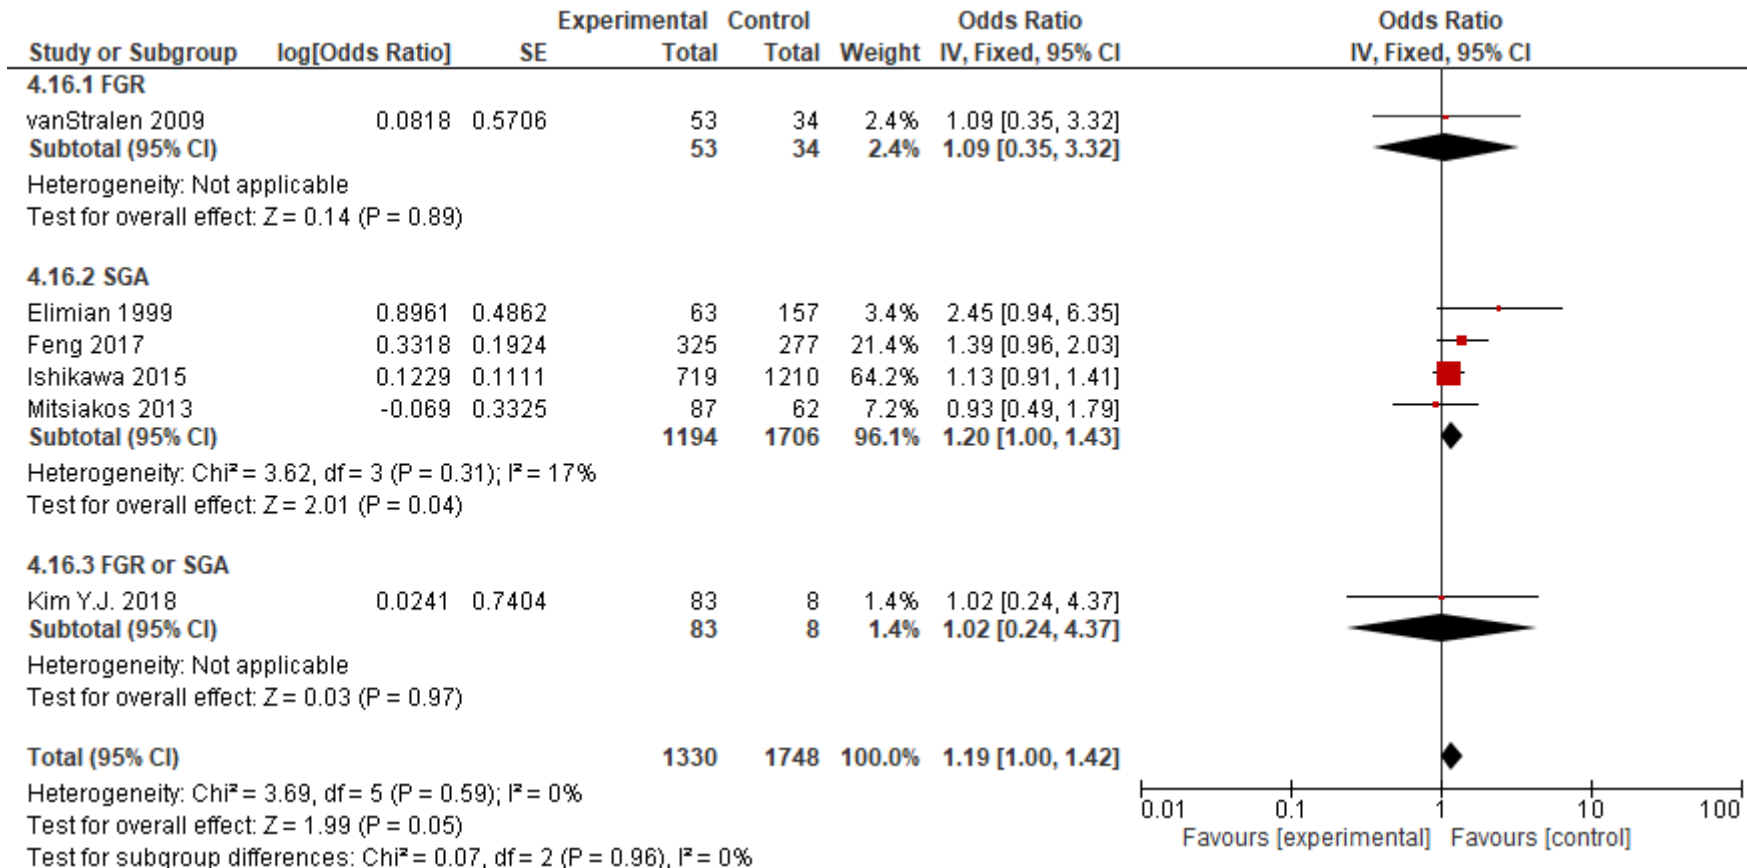 Experimental Control Odds Ratio Odds Ratio
Study or Subgroup log[Odds Ratio] SE Total Total Weight IV, Fixed, 95% CI IV, Fixed, 95% CI
4.16.1 FGR
vanStralen 2009 0.0818 0.5706 53 34 2.4% 1.09 [0.35, 3.32]
Subtotal (95% CI) 53 34 2.4% 1.09 [0.35, 3.32]
Heterogeneity: Not applicable
Test for overall effect: Z = 0.14 (P = 0.89)
4.16.2 SGA
Elimian 1999 0.8961 0.4862 63 157 3.4% 2.45 [0.94, 6.35]
Feng 2017 0.3318 0.1924 325 277 21.4% 1.39 [0.96, 2.03]
Ishikawa 2015 0.1229 0.1111 719 1210 64.2% 1.13 [0.91, 1.41]
Mitsiakos 2013 -0.069 0.3325 87 62 7.2% 0.93 [0.49, 1.79]
Subtotal (95% CI) 1194 1706 96.1% 1.20 [1.00, 1.43]
Heterogeneity: Chi² = 3.62, df = 3 (P = 0.31); I² = 17%
Test for overall effect: Z = 2.01 (P = 0.04)
4.16.3 FGR or SGA
Kim Y.J. 2018 0.0241 0.7404 83 8 1.4% 1.02 [0.24, 4.37]
Subtotal (95% CI) 83 8 1.4% 1.02 [0.24, 4.37]
Heterogeneity: Not applicable
Test for overall effect: Z = 0.03 (P = 0.97)
Total (95% CI) 1330 1748 100.0% 1.19 [1.00, 1.42]
Heterogeneity: Chi² = 3.69, df = 5 (P = 0.59); I² = 0%
Test for overall effect: Z = 1.99 (P = 0.05)
Test for subgroup differences: Chi² = 0.07, df = 2 (P = 0.96), I² = 0%
0.01 0.1 1 10 100
Favours [experimental] Favours [control]